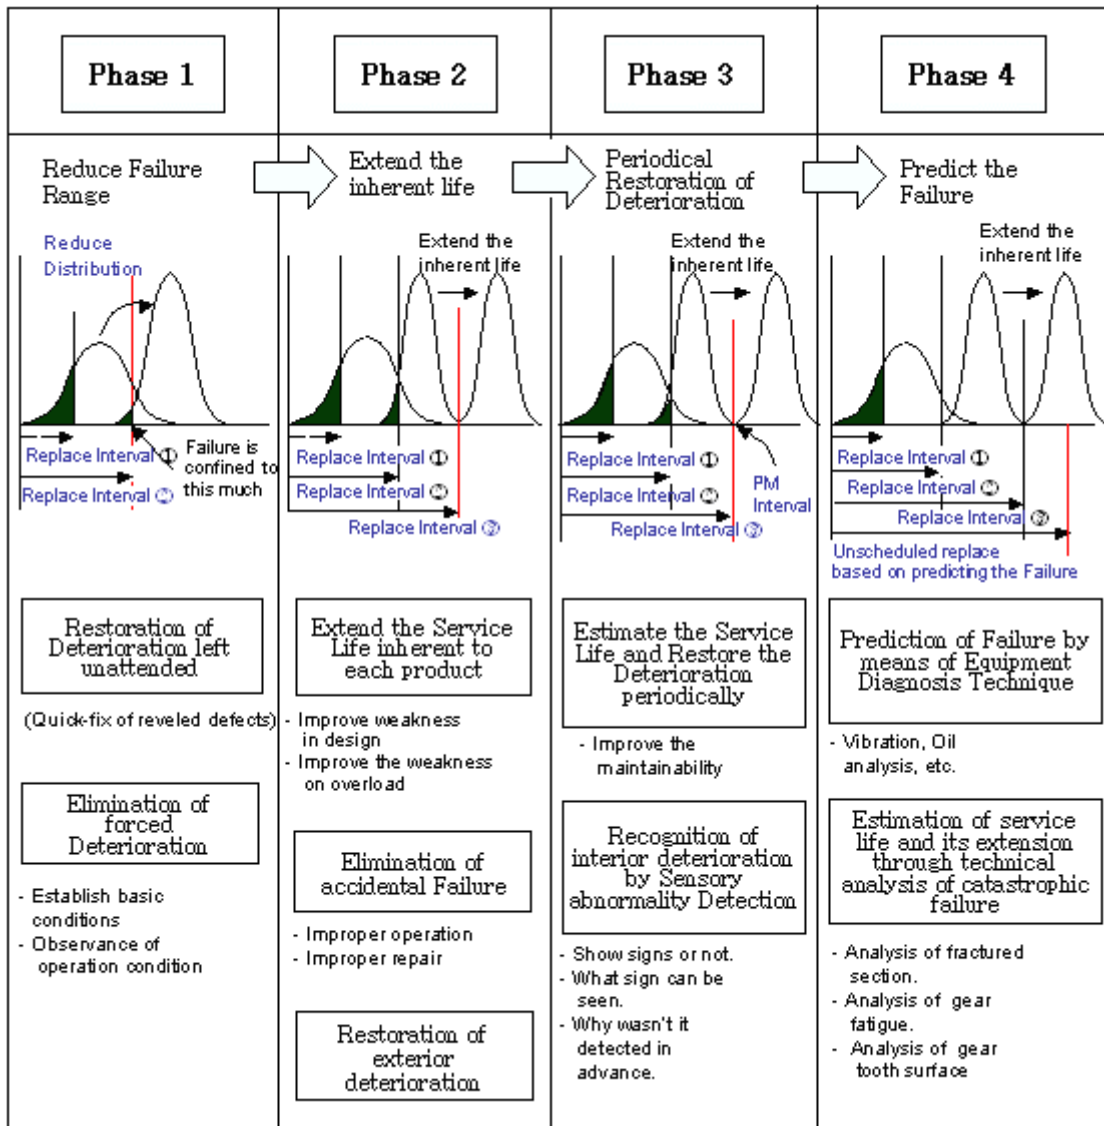 Phase 1
Phase 2
Phase 3
Phase 4
Reduce Failure
Range
Extend the
inherent life
Periodical
Restoration of
Deterioration
Predict the
Failure
Reduce
Distribution
Failure is
confined to
this much
Replace Interval ①
Replace Interval ②
Extend the
inherent life
Replace Interval ①
Replace Interval ②
Replace Interval ③
Extend the
inherent life
Replace Interval ①
Replace Interval ②
Replace Interval ③
PM
Interval
Extend the
inherent life
Replace Interval ①
Replace Interval ②
Replace Interval ③
Unscheduled replace
based on predicting the Failure
Restoration of
Deterioration left
unattended
(Quick-fix of reveled defects)
Elimination of
forced
Deterioration
- Establish basic
conditions
- Observance of
operation condition
Extend the Service
Life inherent to
each product
- Improve weakness
in design
- Improve the weakness
on overload
Elimination of
accidental Failure
- Improper operation
- Improper repair
Restoration of
exterior
deterioration
Estimate the Service
Life and Restore the
Deterioration
periodically
- Improve the
maintainability
Recognition of
interior deterioration
by Sensory
abnormality Detection
- Show signs or not.
- What sign can be
seen.
- Why wasn't it
detected in
advance.
Prediction of Failure by
means of Equipment
Diagnosis Technique
- Vibration, Oil
analysis, etc.
Estimation of service
life and its extension
through technical
analysis of catastrophic
failure
- Analysis of fractured
section.
- Analysis of gear
fatigue.
- Analysis of gear
tooth surface